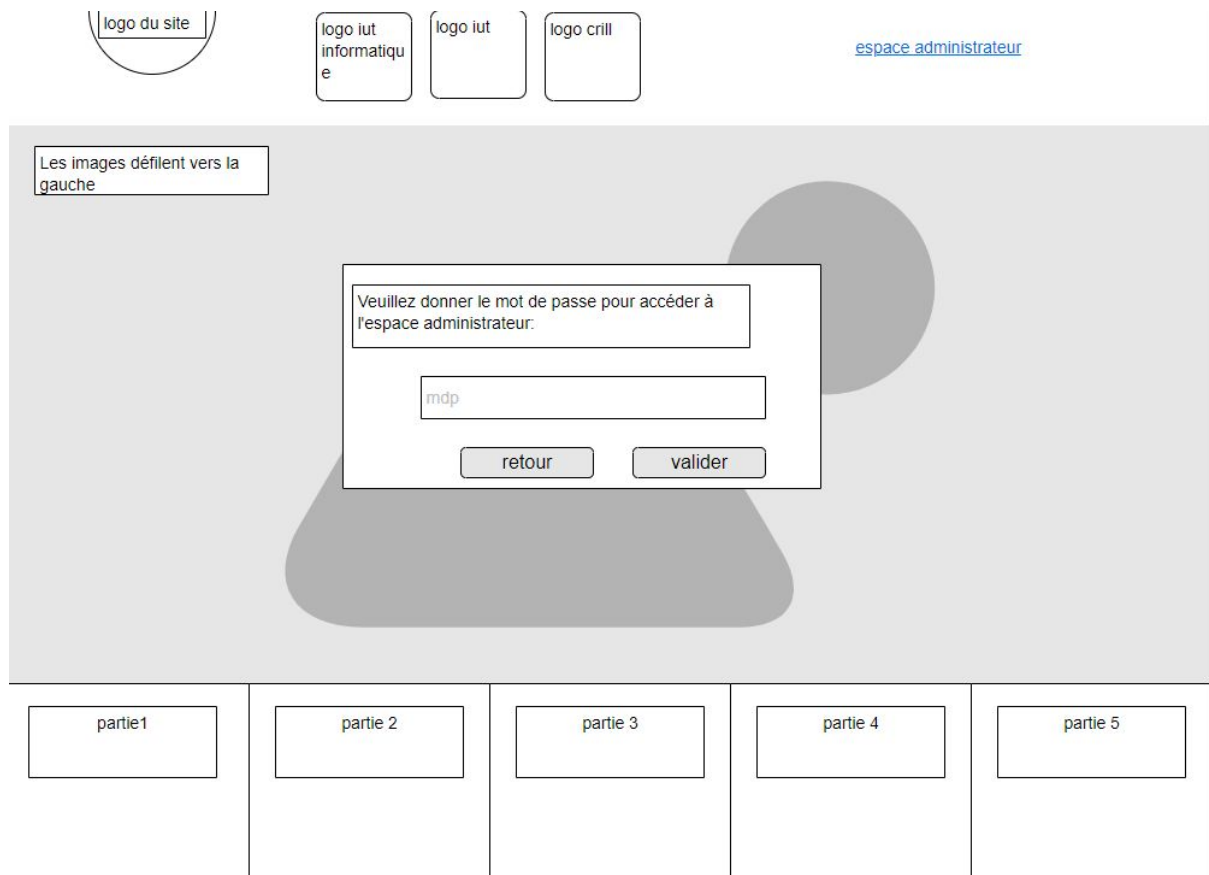 logo du site
logo iut
informatiqu
e
logo iut
logo crill
espace administrateur
Les images défilent vers la
gauche
Veuillez donner le mot de passe pour accéder à
l'espace administrateur:
mdp
retour
valider
partie1
partie 2
partie 3
partie 4
partie 5